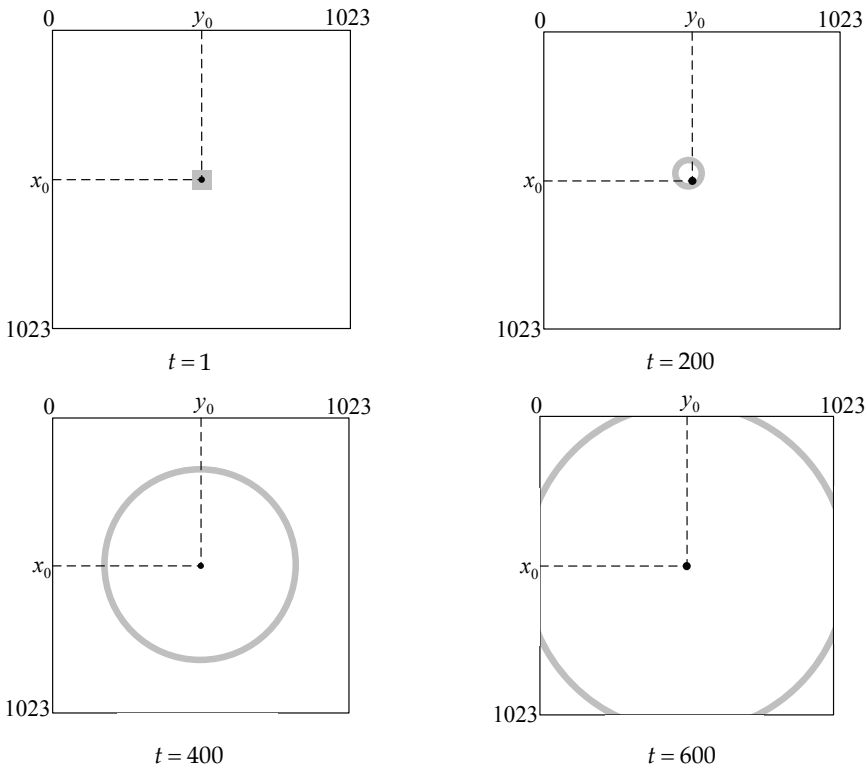 0 y₀ 1023
x₀
1023
t = 1
0 y₀ 1023
x₀
1023
t = 200
0 y₀ 1023
x₀
1023
t = 400
0 y₀ 1023
x₀
1023
t = 600